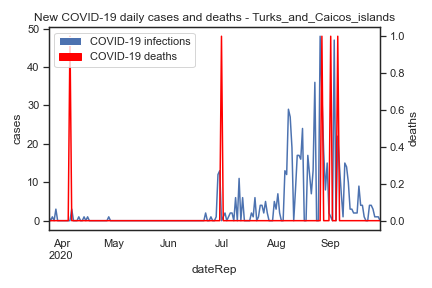 New COVID-19 daily cases and deaths - Turks_and_Caicos_islands
COVID-19 infections
COVID-19 deaths
cases
50
40
30
20
10
0
deaths
1.0
0.8
0.6
0.4
0.2
0.0
Apr May Jun Jul Aug Sep
2020
dateRep